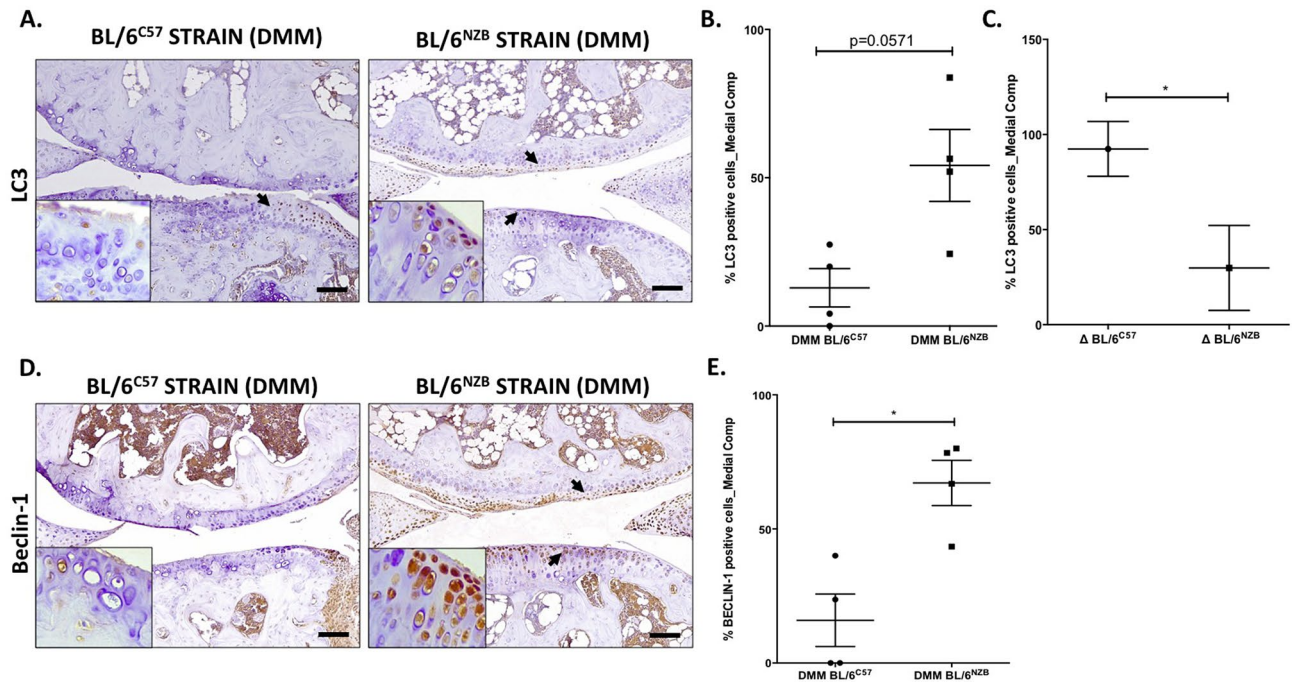 A.
BL/6C57 STRAIN (DMM)
BL/6NZB STRAIN (DMM)
LC3
B.
100
50
0
% LC3 positive cells_Medial Comp
p=0.0571
DMM BL/6C57
DMM BL/6NZB
C.
150
100
50
0
% LC3 positive cells_Medial Comp
*
Δ BL/6C57
Δ BL/6NZB
D.
BL/6C57 STRAIN (DMM)
BL/6NZB STRAIN (DMM)
Beclin-1
E.
100
50
0
% BECLIN-1 positive cells_Medial Comp
*
DMM BL/6C57
DMM BL/6NZB